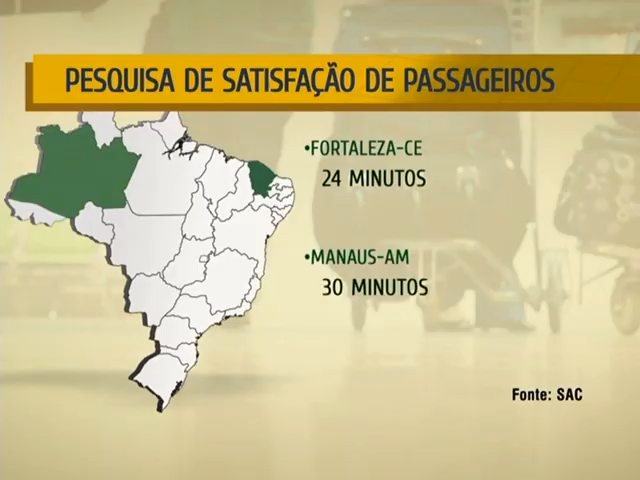 PESQUISA DE SATISFAÇÃO DE PASSAGEIROS
•FORTALEZA-CE
24 MINUTOS
•MANAUS-AM
30 MINUTOS
Fonte: SAC